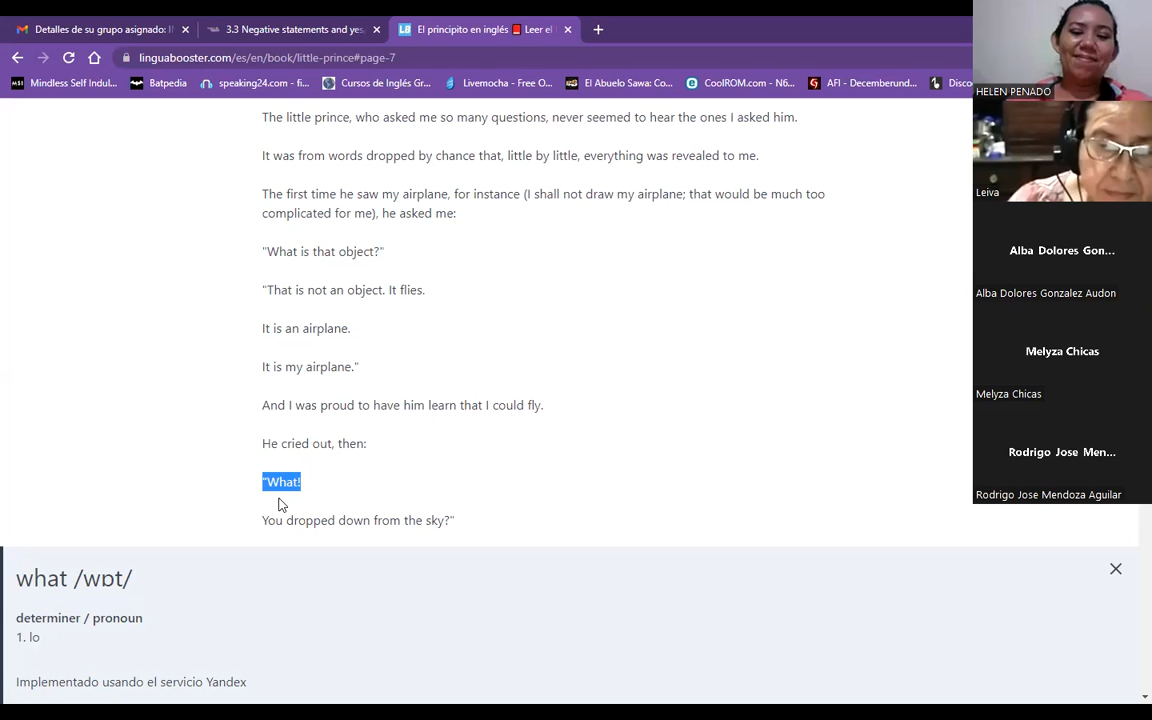 Detalles de su grupo asignado: I
3.3 Negative statements and yes,
El principito en inglés 📕 Leer el
linguabooster.com/es/en/book/little-prince#page-7
Mindless Self Indul...
Batpedia
speaking24.com - fi...
Cursos de Inglés Gr...
Livemocha - Free O...
El Abuelo Sawa: Co...
CoolROM.com - N6...
AFI - Decemberund...
Disco
The little prince, who asked me so many questions, never seemed to hear the ones I asked him.
It was from words dropped by chance that, little by little, everything was revealed to me.
The first time he saw my airplane, for instance (I shall not draw my airplane; that would be much too
complicated for me), he asked me:
"What is that object?"
"That is not an object. It flies.
It is an airplane.
It is my airplane."
And I was proud to have him learn that I could fly.
He cried out, then:
"What!
You dropped down from the sky?"
what /wɒt/
determiner / pronoun
1. lo
Implementado usando el servicio Yandex
HELEN PENADO
Leiva
Alba Dolores Gon...
Alba Dolores Gonzalez Audon
Melyza Chicas
Melyza Chicas
Rodrigo Jose Men...
Rodrigo Jose Mendoza Aguilar